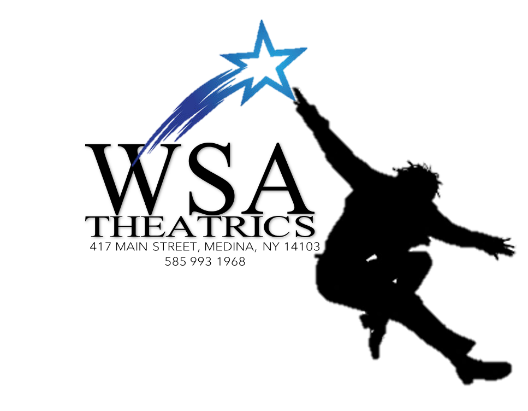 WSA
THEATRICS
417 MAIN STREET, MEDINA, NY 14103
585 993 1968